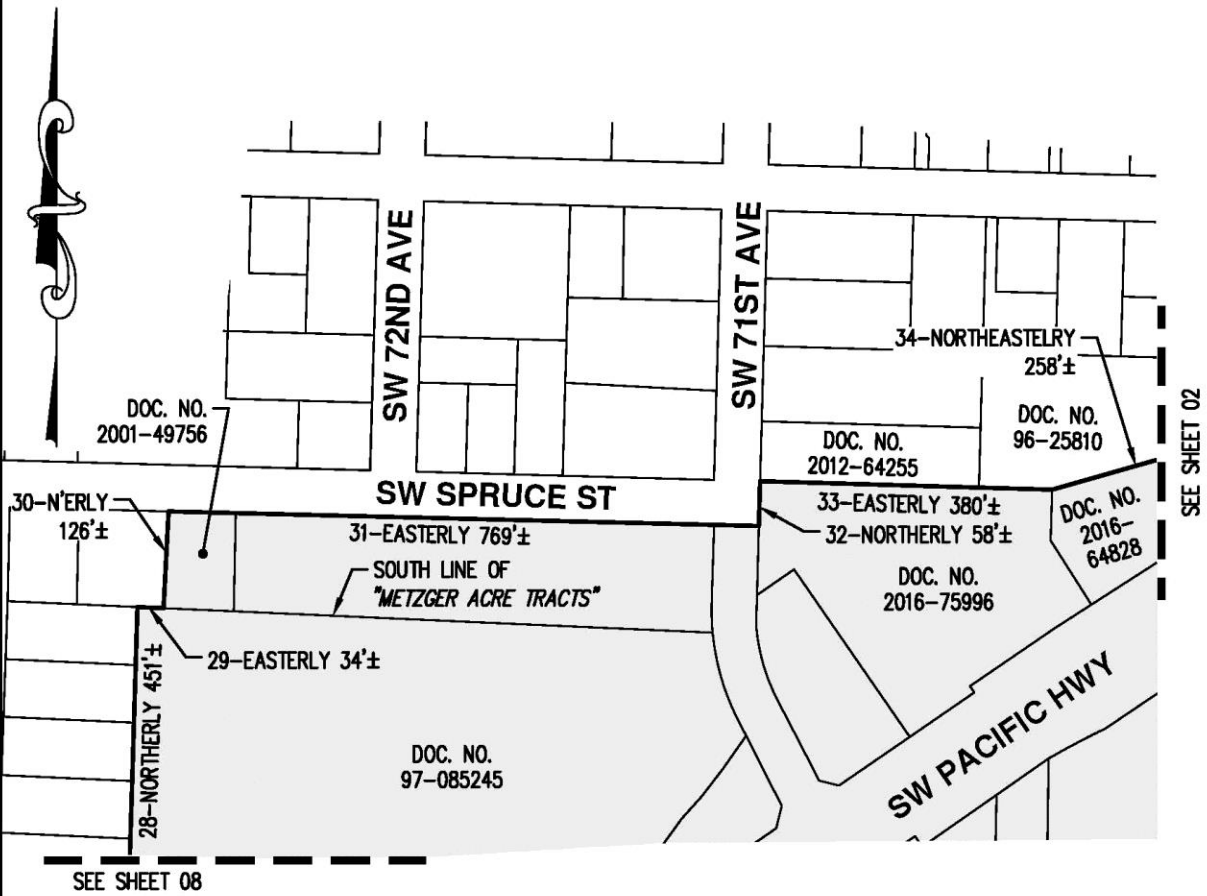 SW 72ND AVE
SW 71ST AVE
34-NORTHEASTELRY
258'±
SEE SHEET 02
DOC. NO.
2001-49756
DOC. NO.
2012-64255
DOC. NO.
96-25810
30-N'ERLY
126'±
SW SPRUCE ST
31-EASTERLY 769'±
33-EASTERLY 380'±
32-NORTHERLY 58'±
DOC. NO.
2016-
64828
SOUTH LINE OF
"METZGER ACRE TRACTS"
DOC. NO.
2016-75996
29-EASTERLY 34'±
28-NORTHERLY 451'±
DOC. NO.
97-085245
SW PACIFIC HWY
SEE SHEET 08